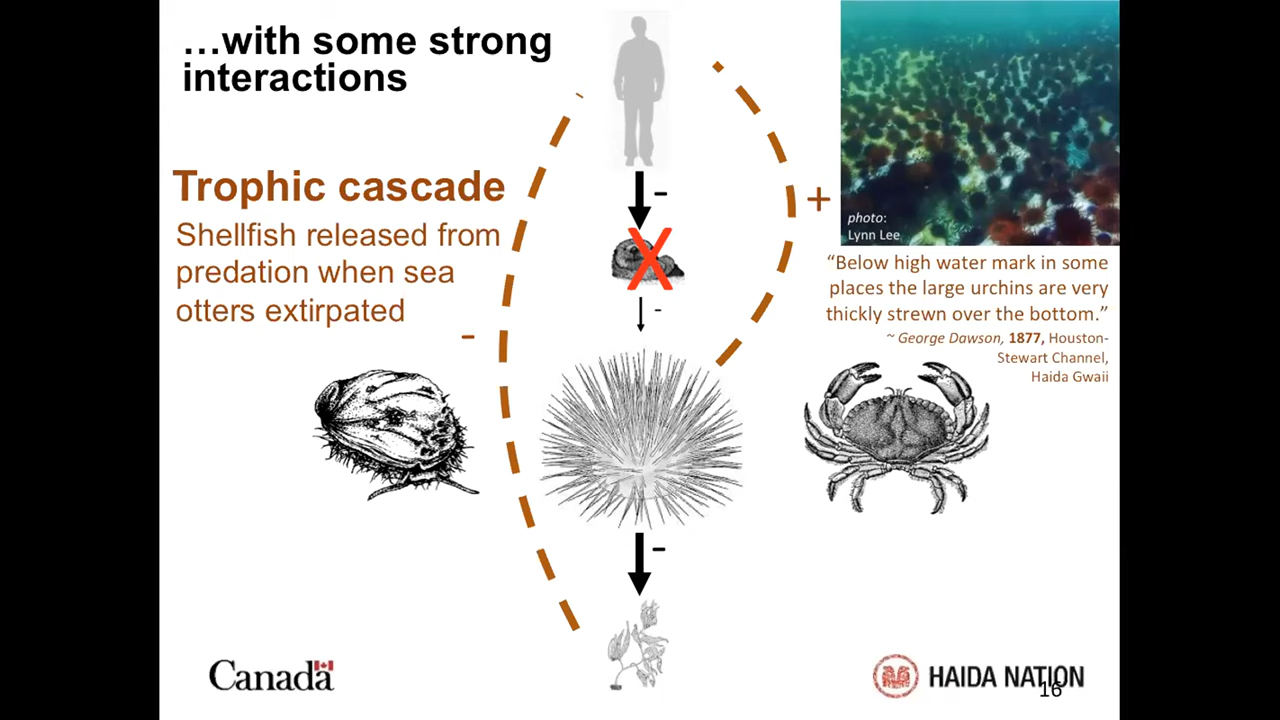 …with some strong
interactions
Trophic cascade
Shellfish released from
predation when sea
otters extirpated
-
-
X
-
-
+
photo:
Lynn Lee
“Below high water mark in some
places the large urchins are very
thickly strewn over the bottom.”
~ George Dawson, 1877, Houston-
Stewart Channel,
Haida Gwaii
Canada
HAIDA NATION
16